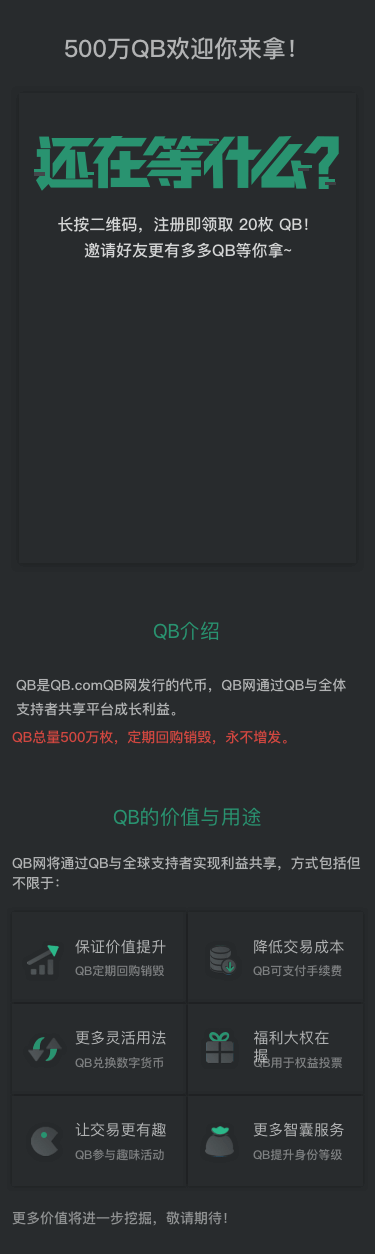 500万QB欢迎你来拿!
还在等什么?
长按二维码，注册即领取 20枚 QB!
邀请好友更有多多QB等你拿~
QB介绍
QB是QB.comQB网发行的代币，QB网通过QB与全体
支持者共享平台成长利益。
QB总量500万枚，定期回购销毁，永不增发。
QB的价值与用途
QB网将通过QB与全球支持者实现利益共享，方式包括但
不限于:
保证价值提升
QB定期回购销毁
降低交易成本
QB可支付手续费
更多灵活用法
QB兑换数字货币
福利大权在
握
QB用于权益投票
让交易更有趣
QB参与趣味活动
更多智囊服务
QB提升身份等级
更多价值将进一步挖掘，敬请期待!